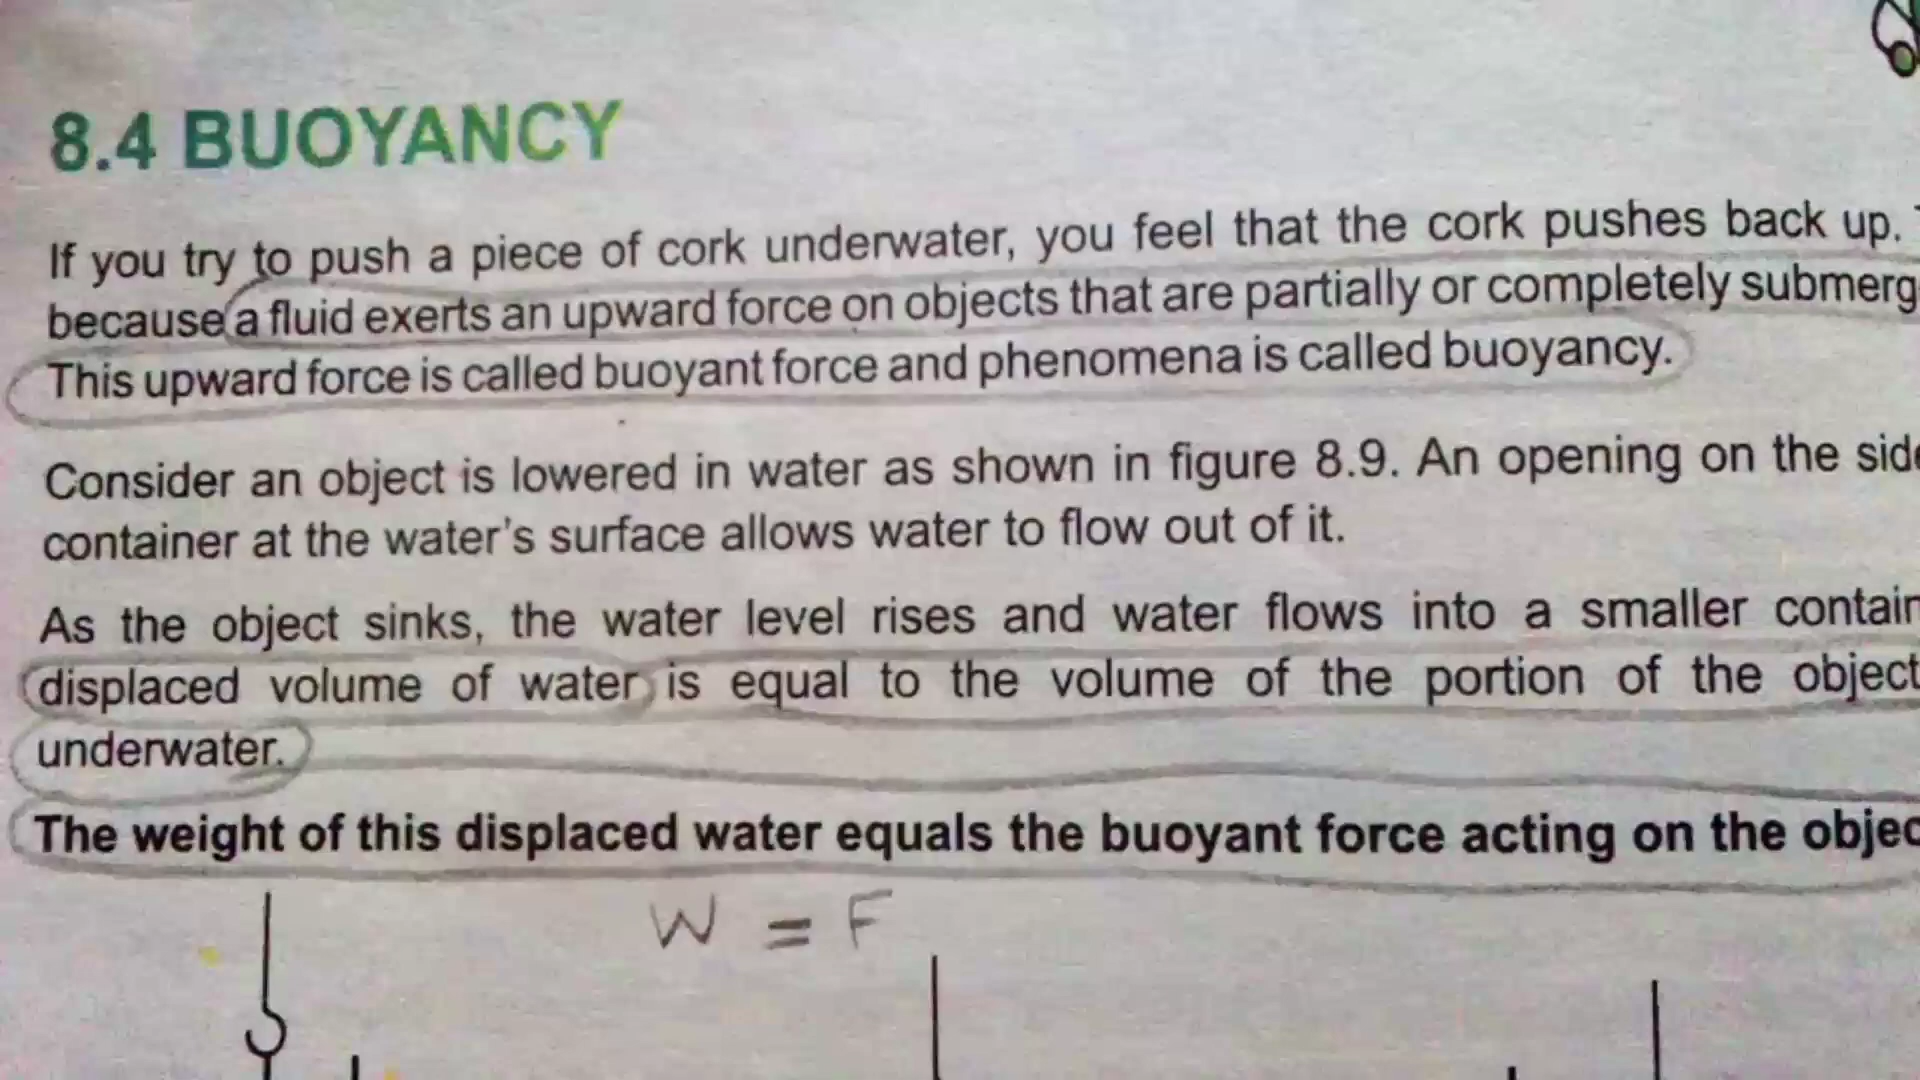 8.4 BUOYANCY
If you try to push a piece of cork underwater, you feel that the cork pushes back up.
because a fluid exerts an upward force on objects that are partially or completely submerg
This upward force is called buoyant force and phenomena is called buoyancy.
Consider an object is lowered in water as shown in figure 8.9. An opening on the side
container at the water's surface allows water to flow out of it.
As the object sinks, the water level rises and water flows into a smaller contain
displaced volume of water is equal to the volume of the portion of the object
underwater.
The weight of this displaced water equals the buoyant force acting on the objec
W = F